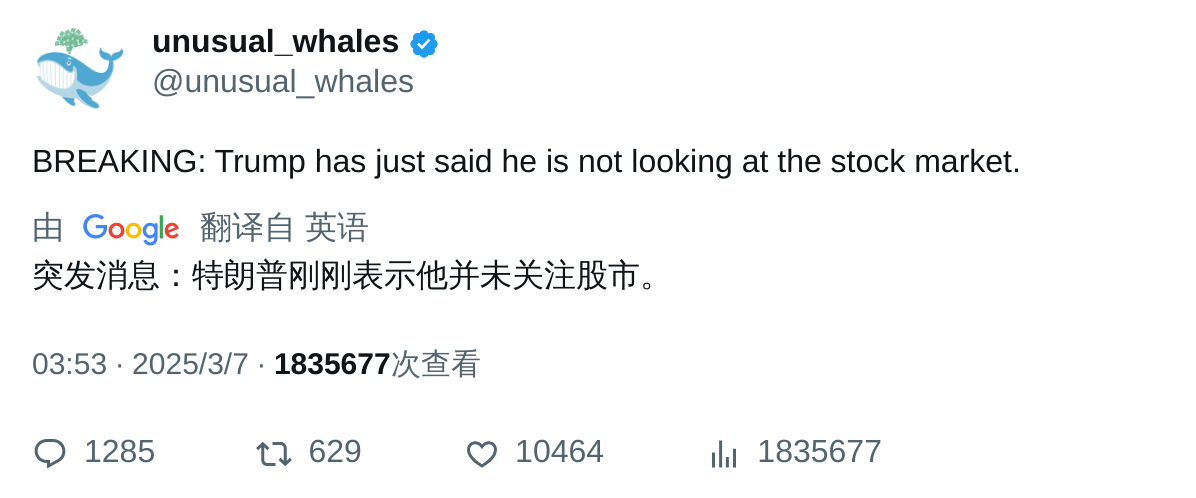 unusual_whales
@unusual_whales
BREAKING: Trump has just said he is not looking at the stock market.
由 Google 翻译自 英语
突发消息：特朗普刚刚表示他并未关注股市。
03:53 · 2025/3/7 · 1835677次查看
1285 629 10464 1835677